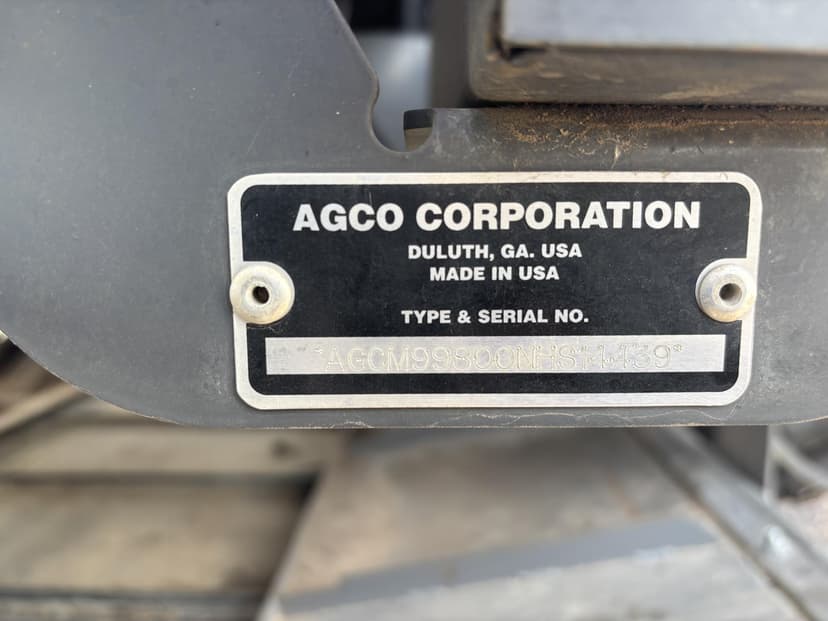 AGCO CORPORATION
DULUTH, GA. USA
MADE IN USA
TYPE & SERIAL NO.